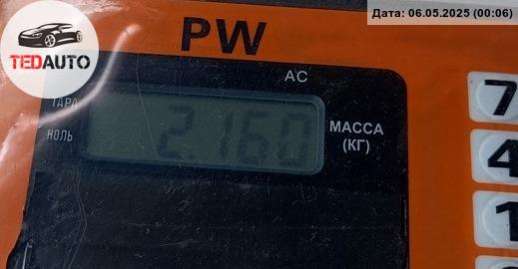 Дата: 06.05.2025 (00:06)
TEDAUTO
PW
AC
ТАРА
НОЛЬ
2.160
МАССА
(КГ)
7
4
1